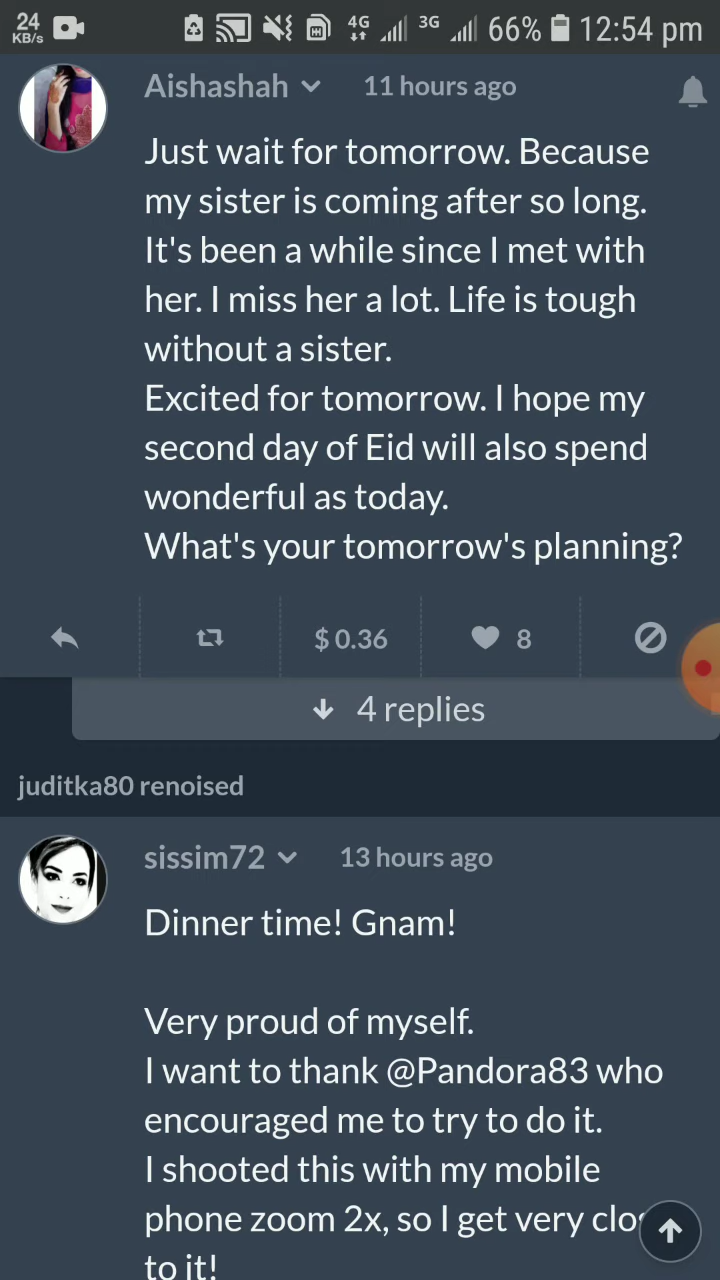 24 KB/s 4G 3G 66% 12:54 pm
Aishashah 11 hours ago
Just wait for tomorrow. Because
my sister is coming after so long.
It's been a while since I met with
her. I miss her a lot. Life is tough
without a sister.
Excited for tomorrow. I hope my
second day of Eid will also spend
wonderful as today.
What's your tomorrow's planning?
$ 0.36 8
4 replies
juditka80 renoised
sissim72 13 hours ago
Dinner time! Gnam!
Very proud of myself.
I want to thank @Pandora83 who
encouraged me to try to do it.
I shooted this with my mobile
phone zoom 2x, so I get very clo
to it!